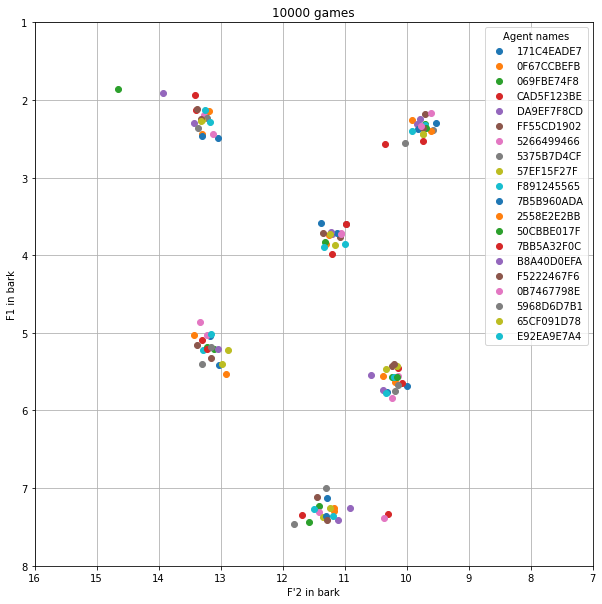 10000 games
1
2
3
4
5
6
7
8
F1 in bark
16
15
14
13
12
11
10
9
8
7
F'2 in bark
Agent names
171C4EADE7
0F67CCBEFB
069FBE74F8
CAD5F123BE
DA9EF7F8CD
FF55CD1902
5266499466
5375B7D4CF
57EF15F27F
F891245565
7B5B960ADA
2558E2E2BB
50CBBE017F
7BB5A32F0C
B8A40D0EFA
F5222467F6
0B7467798E
5968D6D7B1
65CF091D78
E92EA9E7A4